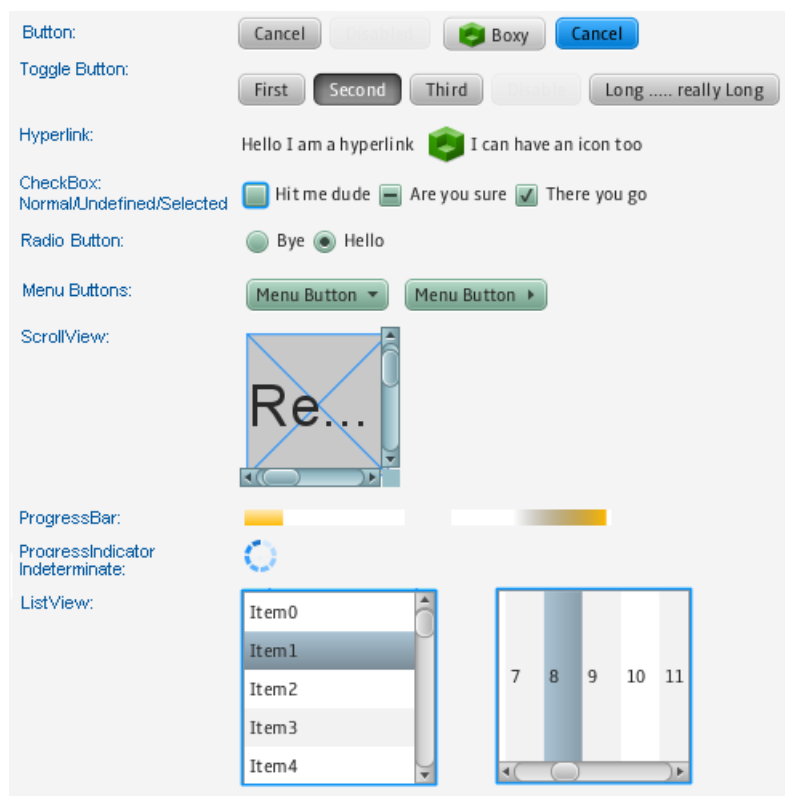 Button:
Cancel Disabled Boxy Cancel
Toggle Button:
First Second Third Disable Long ..... really Long
Hyperlink:
Hello I am a hyperlink I can have an icon too
CheckBox:
Normal/Undefined/Selected
Hit me dude Are you sure There you go
Radio Button:
Bye Hello
Menu Buttons:
Menu Button Menu Button
ScrollView:
Re...
ProgressBar:
ProgressIndicator
Indeterminate:
ListView:
Item0
Item1
Item2
Item3
Item4
7 8 9 10 11